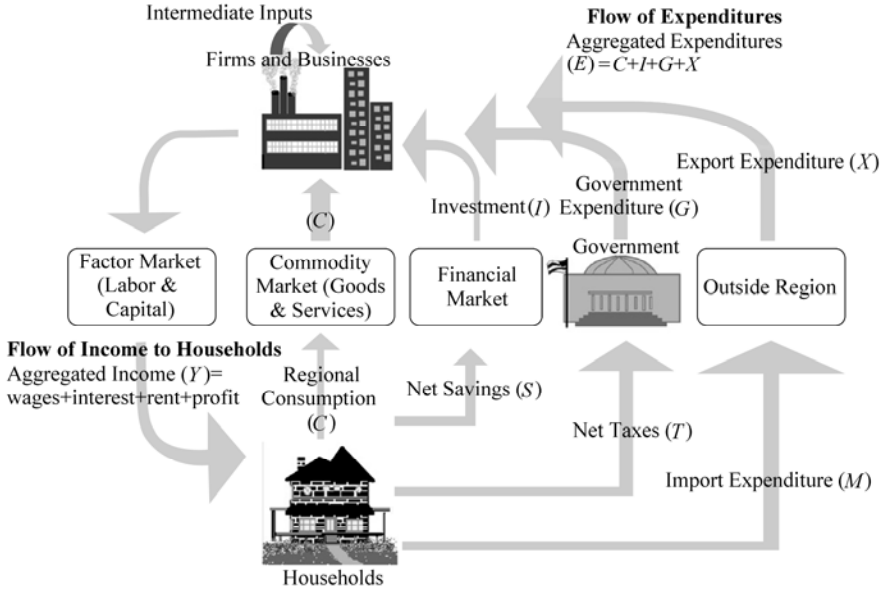 Intermediate Inputs
Firms and Businesses
Flow of Expenditures
Aggregated Expenditures
(E) = C+I+G+X
Export Expenditure (X)
Government
Expenditure (G)
Investment (I)
(C)
Factor Market
(Labor &
Capital)
Commodity
Market (Goods
& Services)
Financial
Market
Government
Outside Region
Flow of Income to Households
Aggregated Income (Y)=
wages+interest+rent+profit
Regional
Consumption
(C)
Net Savings (S)
Net Taxes (T)
Import Expenditure (M)
Households